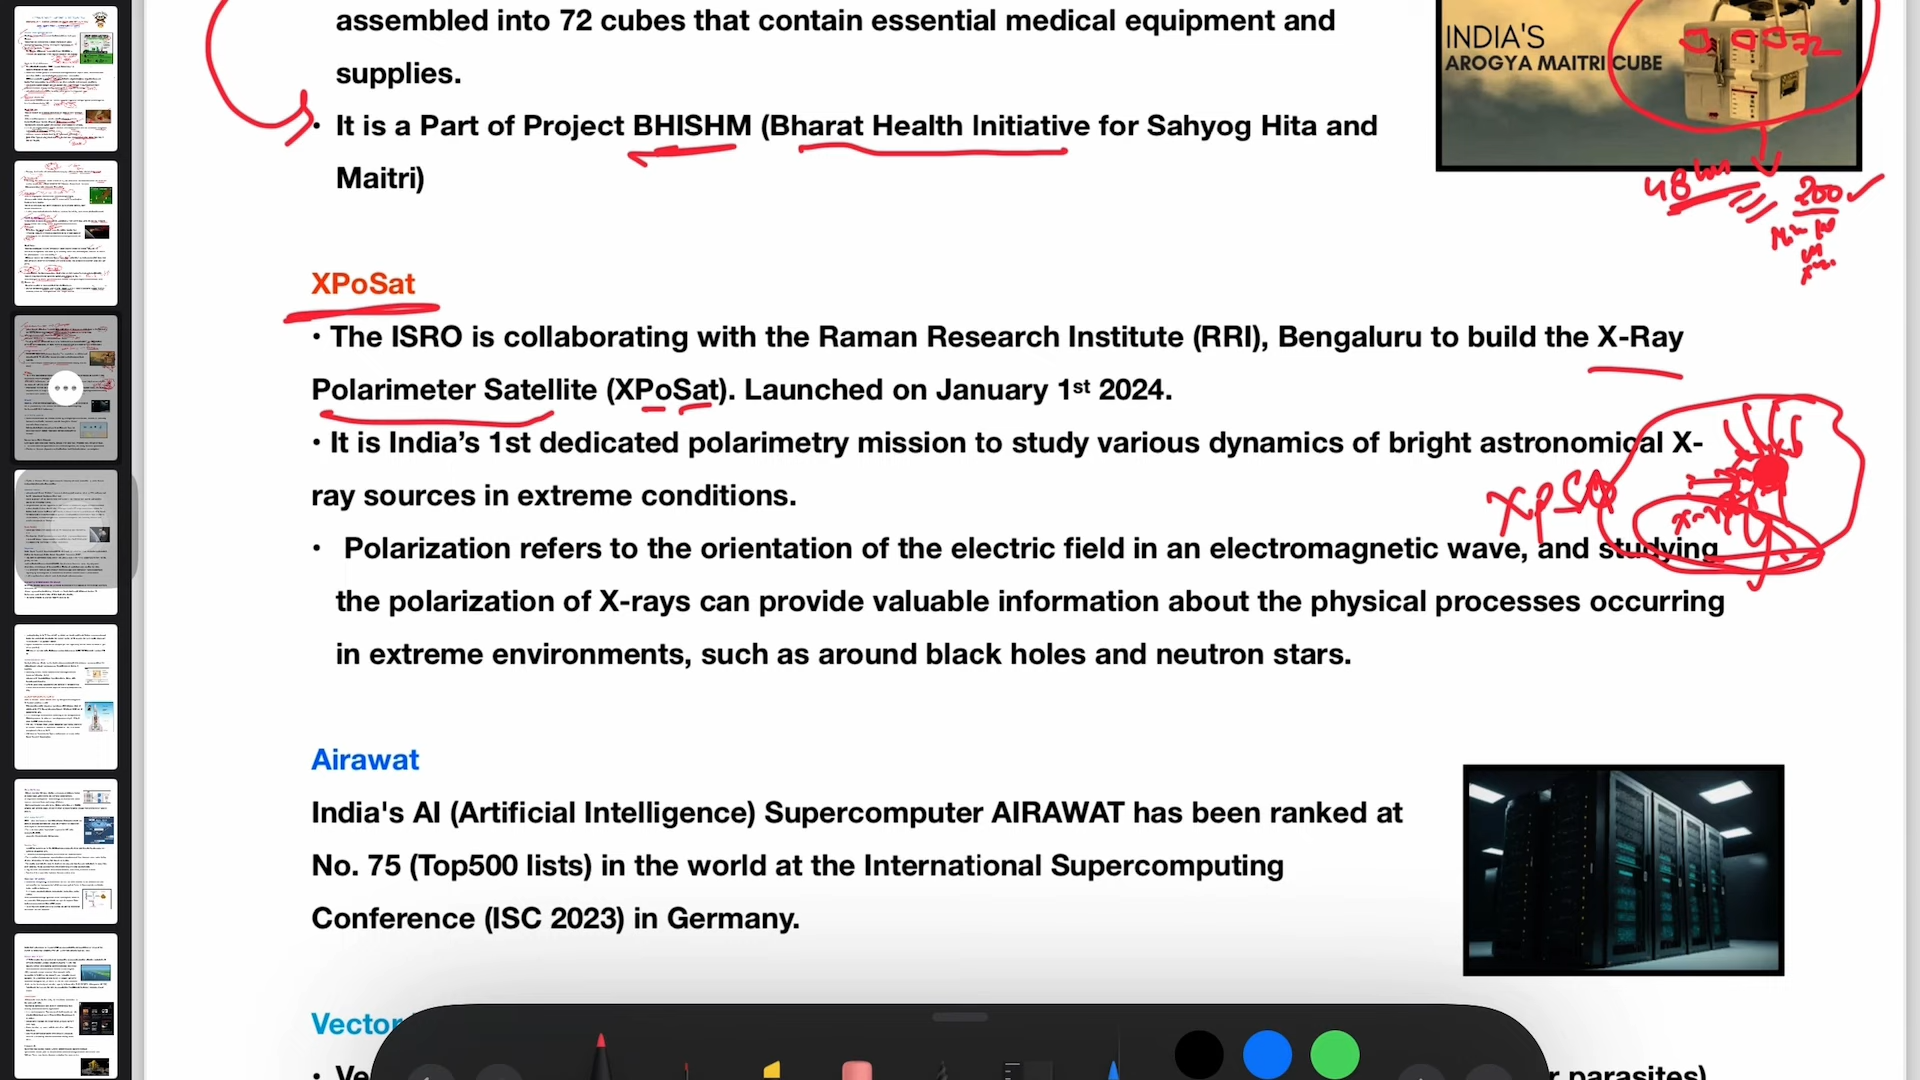 assembled into 72 cubes that contain essential medical equipment and
supplies.
• It is a Part of Project BHISHM (Bharat Health Initiative for Sahyog Hita and
Maitri)
INDIA'S
AROGYA MAITRI CUBE
72
48 hrs
200
XPoSat
• The ISRO is collaborating with the Raman Research Institute (RRI), Bengaluru to build the X-Ray
Polarimeter Satellite (XPoSat). Launched on January 1st 2024.
• It is India’s 1st dedicated polarimetry mission to study various dynamics of bright astronomical X-
ray sources in extreme conditions.
• Polarization refers to the orientation of the electric field in an electromagnetic wave, and studying
the polarization of X-rays can provide valuable information about the physical processes occurring
in extreme environments, such as around black holes and neutron stars.
Airawat
India's AI (Artificial Intelligence) Supercomputer AIRAWAT has been ranked at
No. 75 (Top500 lists) in the world at the International Supercomputing
Conference (ISC 2023) in Germany.
Vector
• Ve
r parasites)